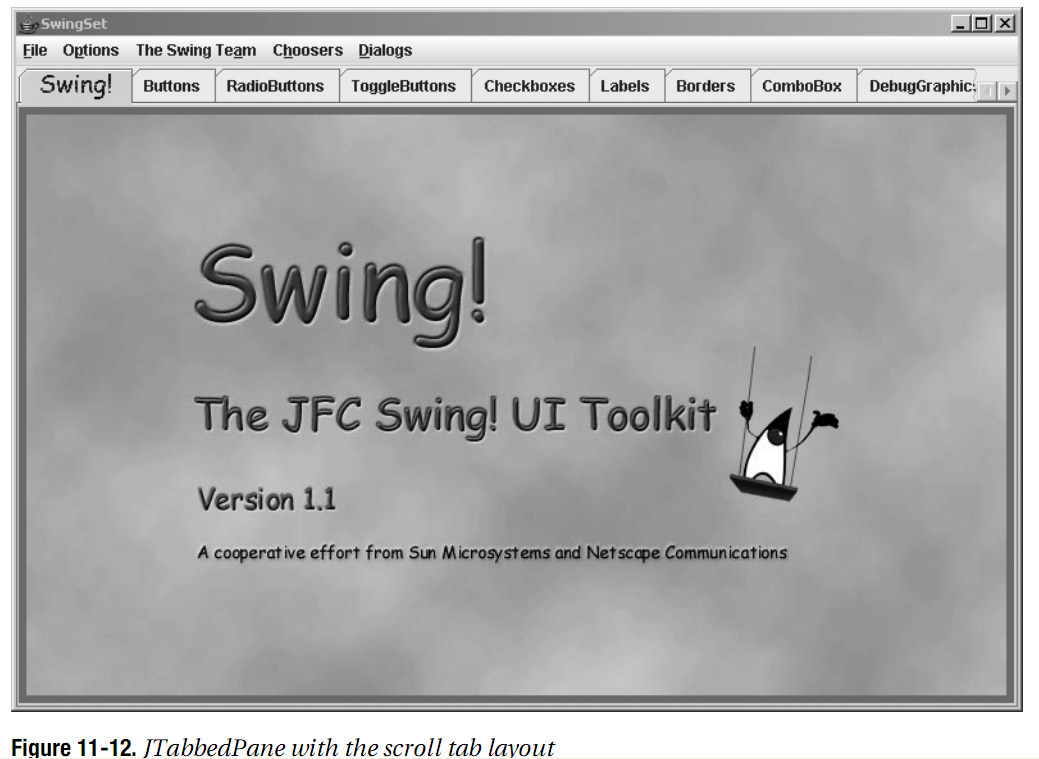 SwingSet
File Options The Swing Team Choosers Dialogs
Swing! Buttons RadioButtons ToggleButtons Checkboxes Labels Borders ComboBox DebugGraphics
Swing!
The JFC Swing! UI Toolkit
Version 1.1
A cooperative effort from Sun Microsystems and Netscape Communications
Figure 11-12. JTabbedPane with the scroll tab layout